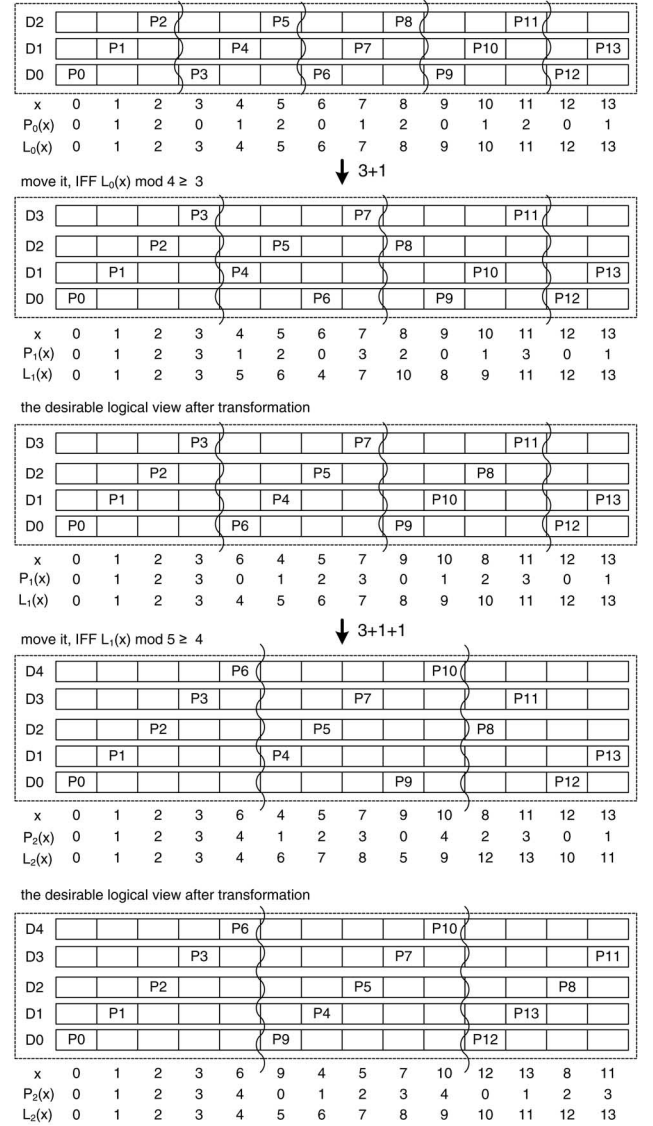 D2 P2 P5 P8 P11
D1 P1 P4 P7 P10 P13
D0 P0 P3 P6 P9 P12
x 0 1 2 3 4 5 6 7 8 9 10 11 12 13
P₀(x) 0 1 2 0 1 2 0 1 2 0 1 2 0 1
L₀(x) 0 1 2 3 4 5 6 7 8 9 10 11 12 13
3+1
move it, IFF L₀(x) mod 4 ≥ 3
D3 P3 P7 P11
D2 P2 P5 P8
D1 P1 P4 P10 P13
D0 P0 P6 P9 P12
x 0 1 2 3 4 5 6 7 8 9 10 11 12 13
P₁(x) 0 1 2 3 1 2 0 3 2 0 1 3 0 1
L₁(x) 0 1 2 3 5 6 4 7 10 8 9 11 12 13
the desirable logical view after transformation
D3 P3 P7 P11
D2 P2 P5 P8
D1 P1 P4 P10 P13
D0 P0 P6 P9 P12
x 0 1 2 3 6 4 5 7 9 10 8 11 12 13
P₁(x) 0 1 2 3 0 1 2 3 0 1 2 3 0 1
L₁(x) 0 1 2 3 4 5 6 7 8 9 10 11 12 13
3+1+1
move it, IFF L₁(x) mod 5 ≥ 4
D4 P6 P10
D3 P3 P7 P11
D2 P2 P5 P8
D1 P1 P4 P13
D0 P0 P9 P12
x 0 1 2 3 6 4 5 7 9 10 8 11 12 13
P₂(x) 0 1 2 3 4 1 2 3 0 4 2 3 0 1
L₂(x) 0 1 2 3 4 6 7 8 5 9 12 13 10 11
the desirable logical view after transformation
D4 P6 P10
D3 P3 P7 P11
D2 P2 P5 P8
D1 P1 P4 P13
D0 P0 P9 P12
x 0 1 2 3 6 9 4 5 7 10 12 13 8 11
P₂(x) 0 1 2 3 4 0 1 2 3 4 0 1 2 3
L₂(x) 0 1 2 3 4 5 6 7 8 9 10 11 12 13